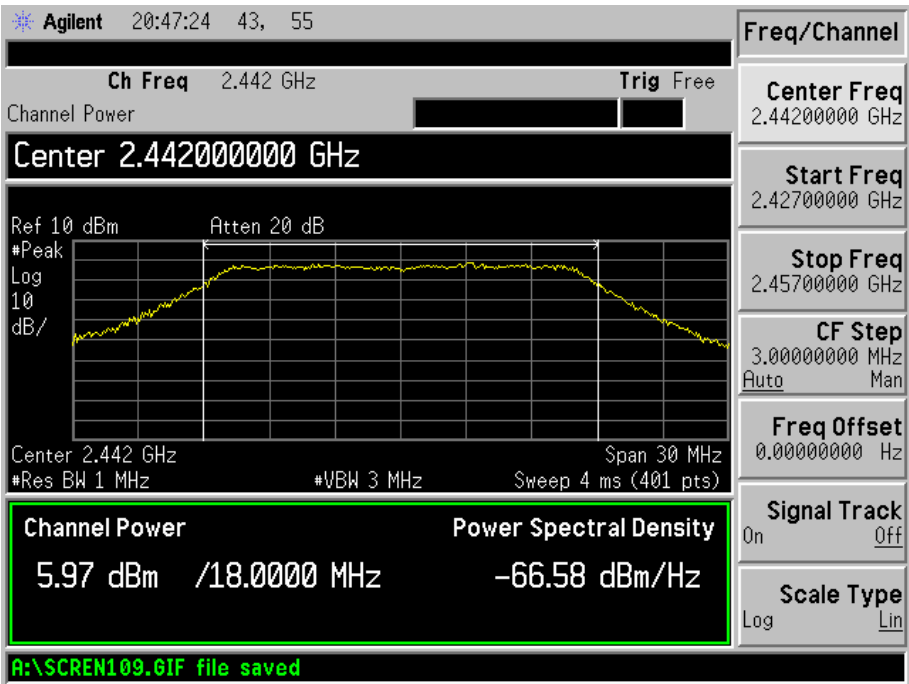 Agilent 20:47:24 43, 55
Ch Freq 2.442 GHz Trig Free
Channel Power
Center 2.442000000 GHz
Ref 10 dBm Atten 20 dB
#Peak
Log
10
dB/
Center 2.442 GHz Span 30 MHz
#Res BW 1 MHz #VBW 3 MHz Sweep 4 ms (401 pts)
Channel Power Power Spectral Density
5.97 dBm /18.0000 MHz -66.58 dBm/Hz
A:\SCREN109.GIF file saved
Freq/Channel
Center Freq
2.44200000 GHz
Start Freq
2.42700000 GHz
Stop Freq
2.45700000 GHz
CF Step
3.00000000 MHz
Auto Man
Freq Offset
0.00000000 Hz
Signal Track
On Off
Scale Type
Log Lin